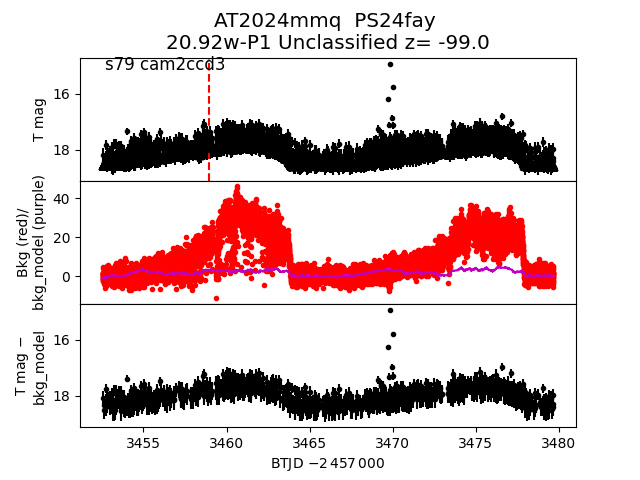 AT2024mmq  PS24fay
20.92w-P1 Unclassified z= -99.0
s79 cam2ccd3
T mag
16
18
Bkg (red)/
bkg_model (purple)
40
20
0
T mag −
bkg_model
16
18
3455 3460 3465 3470 3475 3480
BTJD −2 457 000